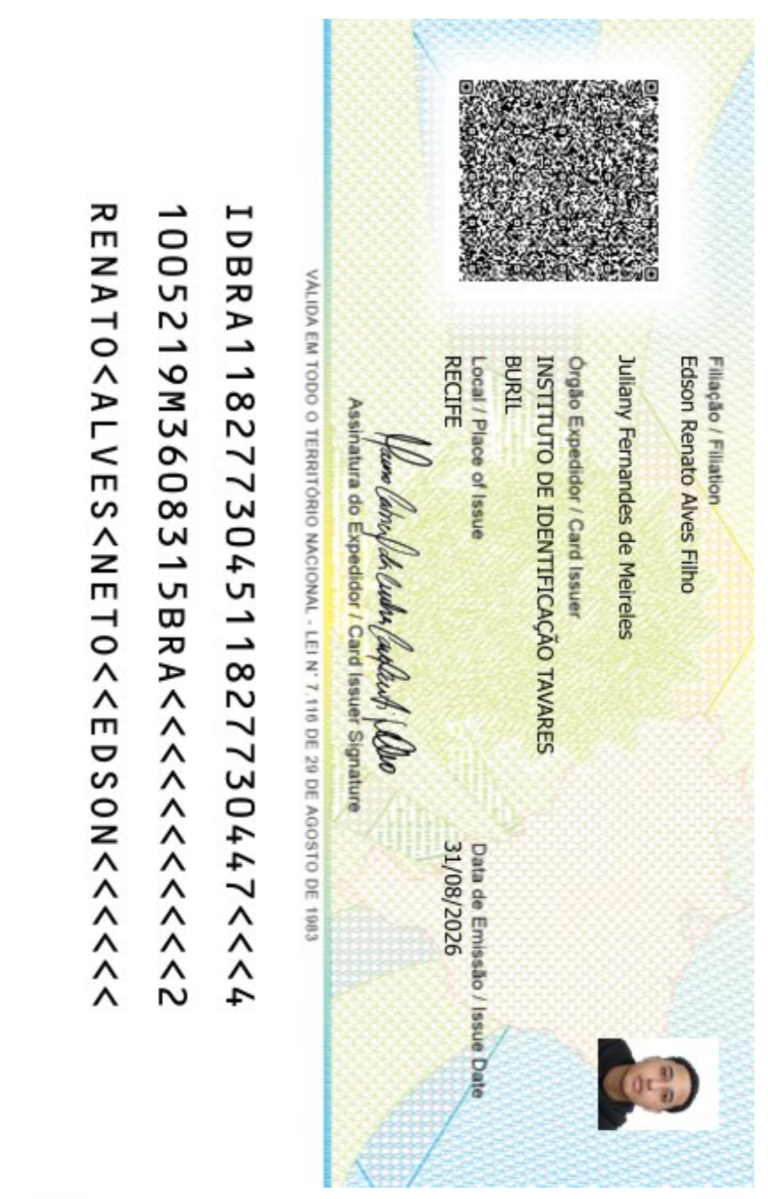 Filiação / Filiation
Edson Renato Alves Filho
Juliany Fernandes de Meireles
Órgão Expedidor / Card Issuer
INSTITUTO DE IDENTIFICAÇÃO TAVARES
BURIL
Local / Place of Issue
RECIFE
Data de Emissão / Issue Date
31/08/2026
Assinatura do Expedidor / Card Issuer Signature
VÁLIDA EM TODO O TERRITÓRIO NACIONAL - LEI N° 7.116 DE 29 DE AGOSTO DE 1983
IDBRA118277304511827730447<<<4
1005219M3608315BRA<<<<<<<<<<<2
RENATO<ALVES<NETO<<EDSON<<<<<<